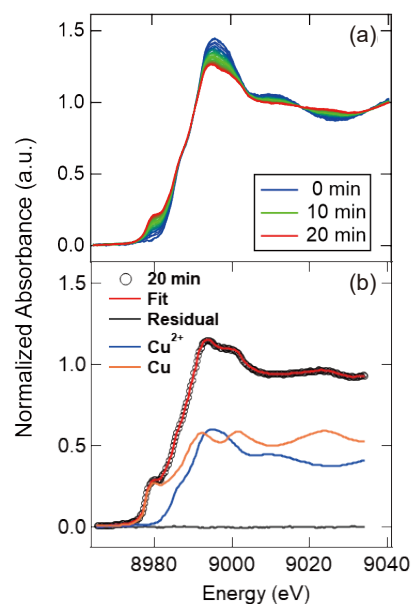 Normalized Absorbance (a.u.)
1.5
1.0
0.5
0.0
(a)
0 min
10 min
20 min
1.5
1.0
0.5
0.0
(b)
20 min
Fit
Residual
Cu²⁺
Cu
8980 9000 9020 9040
Energy (eV)